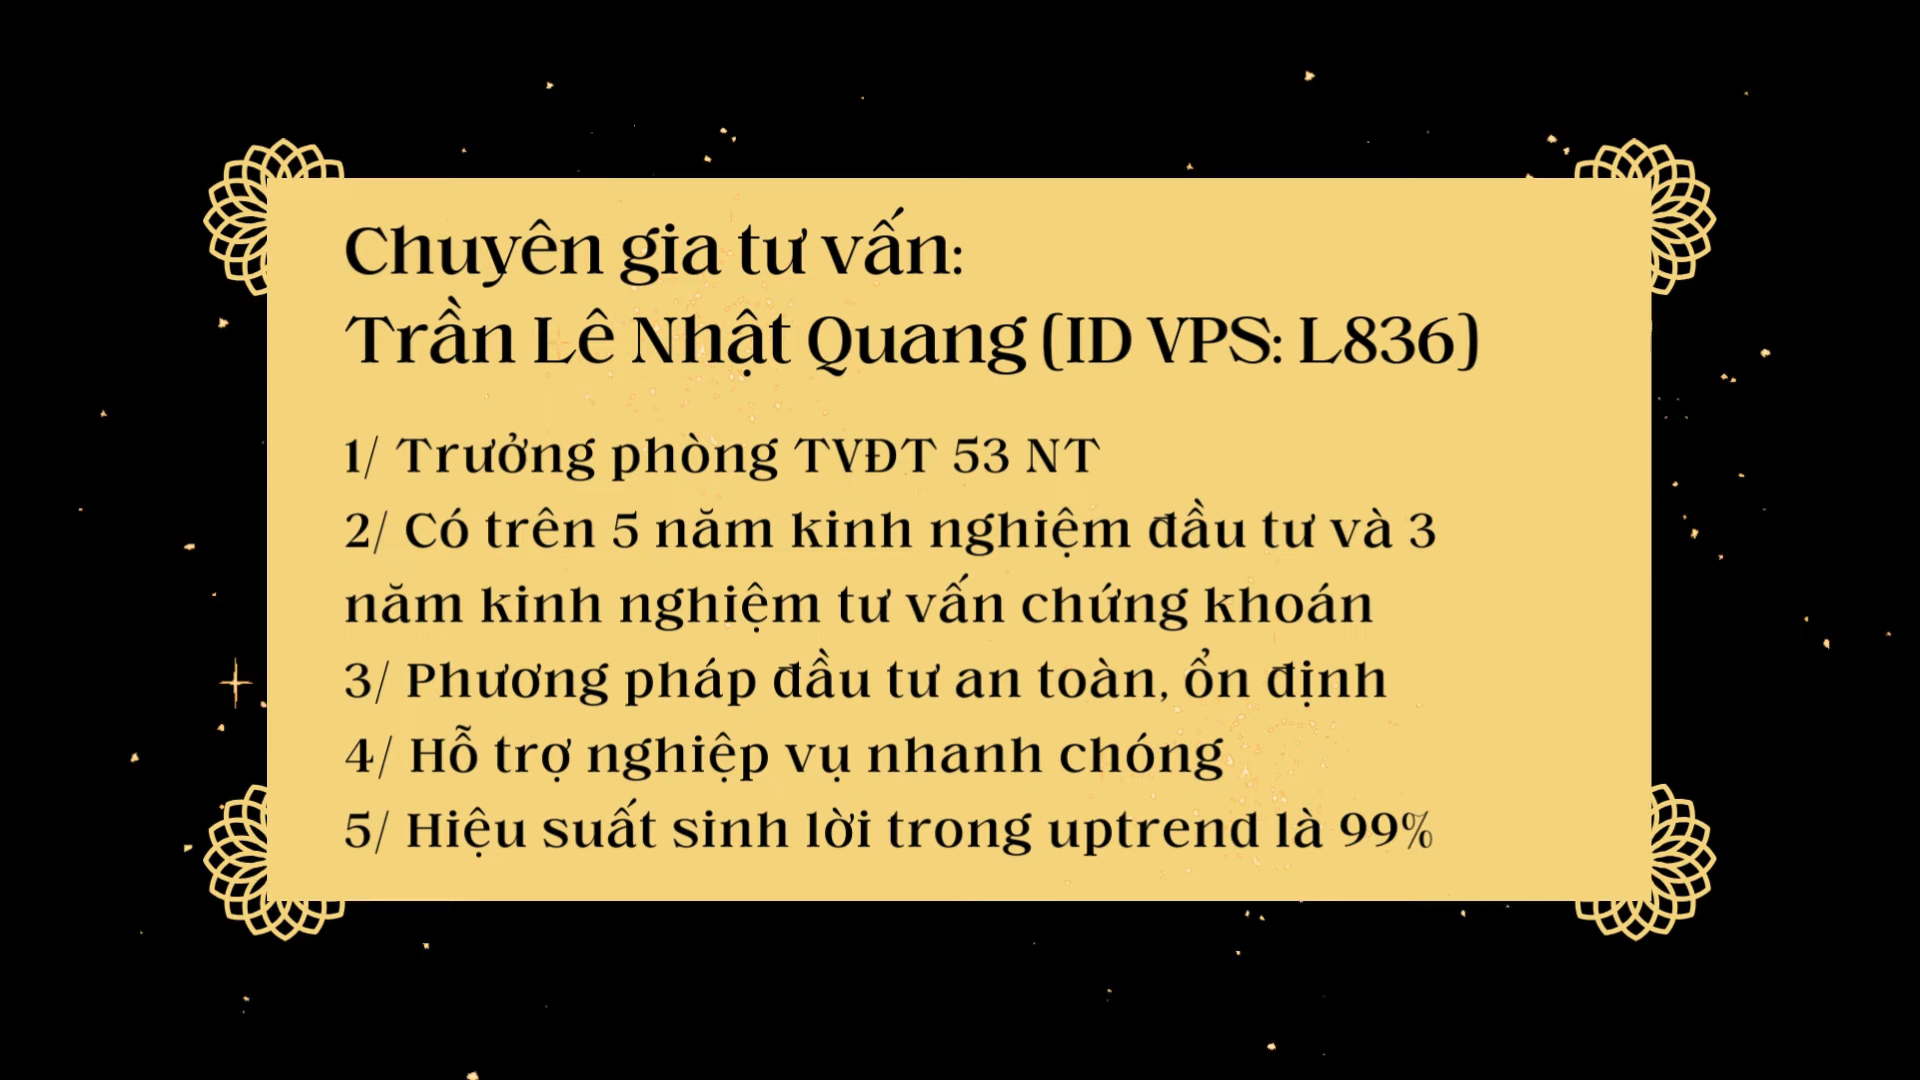 Chuyên gia tư vấn:
Trần Lê Nhật Quang (ID VPS: L836)
1/ Trưởng phòng TVĐT 53 NT
2/ Có trên 5 năm kinh nghiệm đầu tư và 3
năm kinh nghiệm tư vấn chứng khoán
3/ Phương pháp đầu tư an toàn, ổn định
4/ Hỗ trợ nghiệp vụ nhanh chóng
5/ Hiệu suất sinh lời trong uptrend là 99%